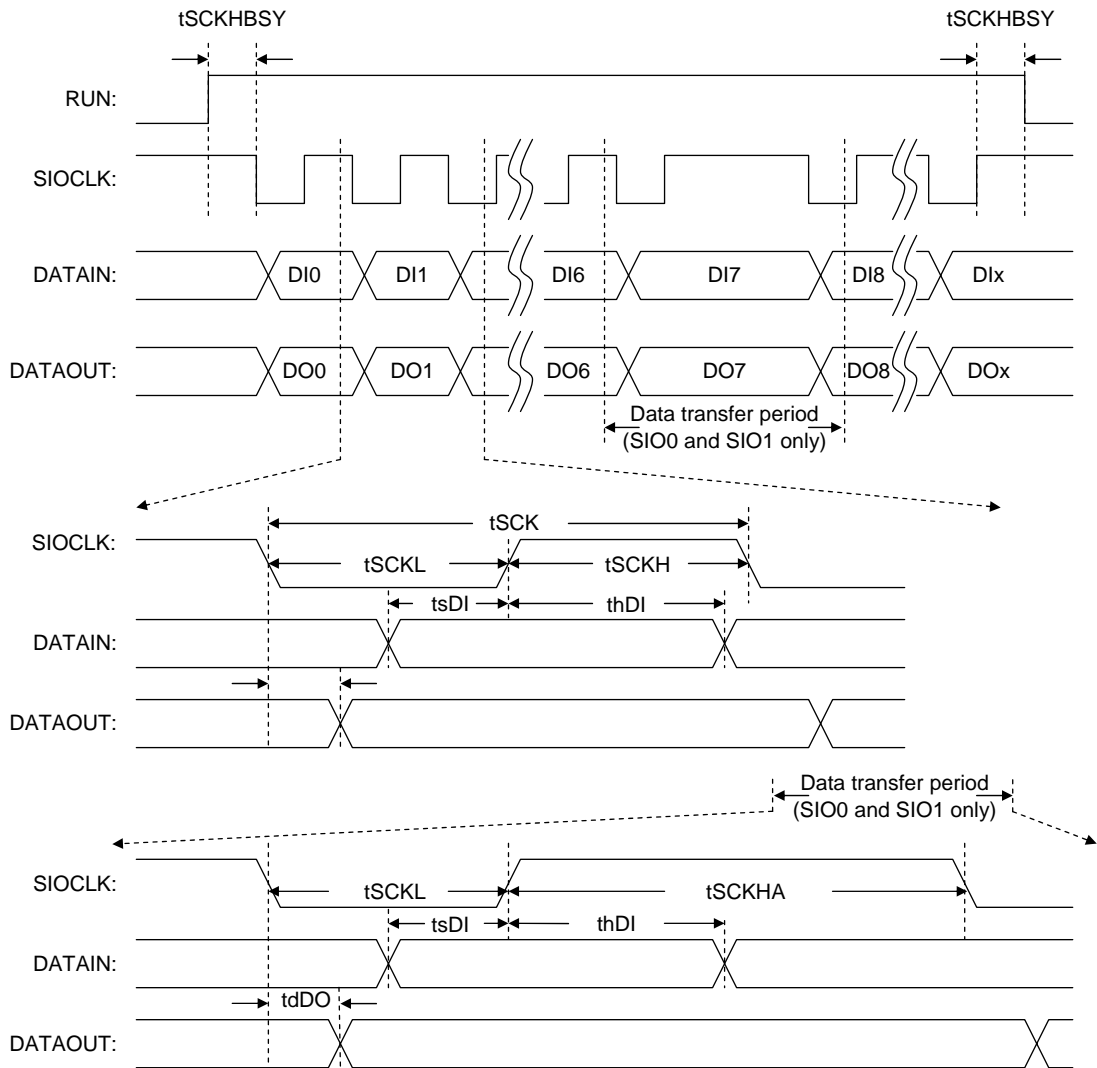 tSCKHBSY tSCKHBSY
RUN:
SIOCLK:
DATAIN: DI0 DI1 DI6 DI7 DI8 DIx
DATAOUT: DO0 DO1 DO6 DO7 DO8 DOx
Data transfer period
(SIO0 and SIO1 only)
tSCK
SIOCLK:
tSCKL tSCKH
tsDI thDI
DATAIN:
DATAOUT:
Data transfer period
(SIO0 and SIO1 only)
SIOCLK:
tSCKL tSCKHA
tsDI thDI
DATAIN:
tdDO
DATAOUT: